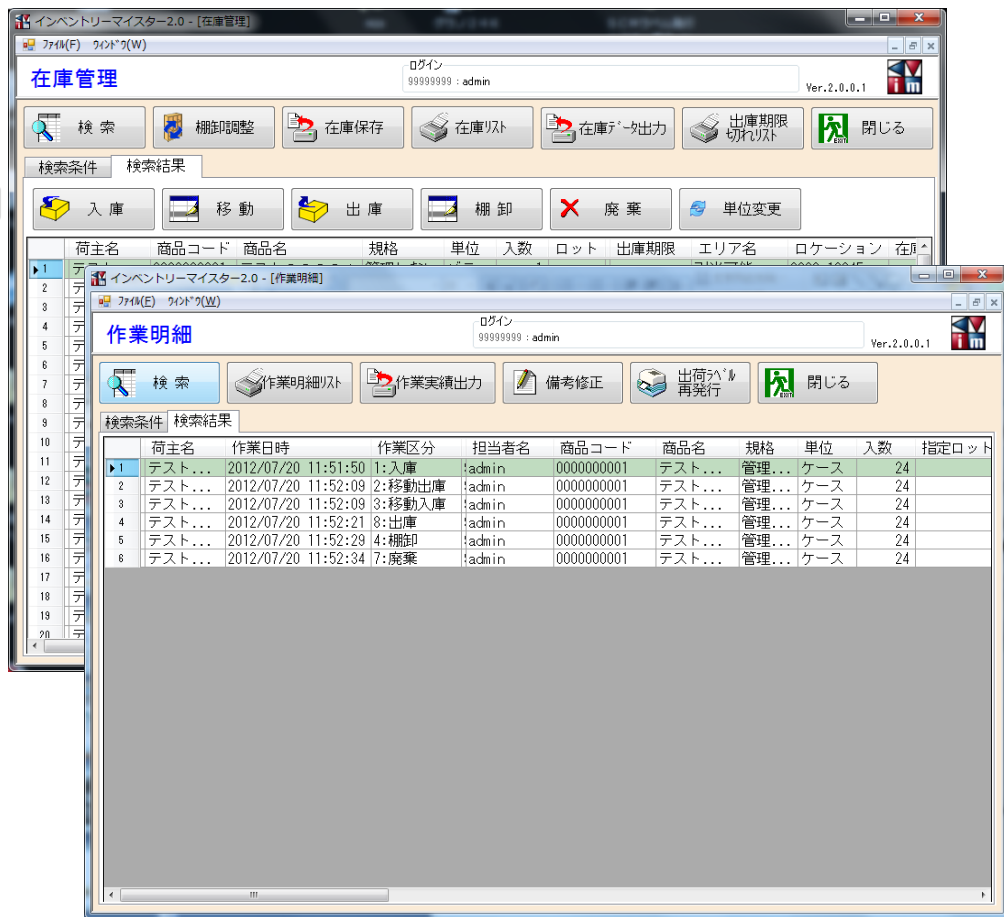 インベントリーマイスター2.0 - [在庫管理]
ﾌｧｲﾙ(F) ｳｨﾝﾄﾞｳ(W)
在庫管理
ログイン
99999999 : admin
Ver.2.0.0.1
検 索 棚卸調整 在庫保存 在庫ﾘｽﾄ 在庫ﾃﾞｰﾀ出力 出庫期限切れﾘｽﾄ 閉じる
検索条件 検索結果
入 庫 移 動 出 庫 棚 卸 廃 棄 単位変更
荷主名 商品コード 商品名 規格 単位 入数 ロット 出庫期限 エリア名 ロケーション
1
2
3
4
5
6
7
8
9
10
11
12
13
14
15
16
17
18
19
20
インベントリーマイスター2.0 - [作業明細]
ﾌｧｲﾙ(F) ｳｨﾝﾄﾞｳ(W)
作業明細
ログイン
99999999 : admin
Ver.2.0.0.1
検 索 作業明細ﾘｽﾄ 作業実績出力 備考修正 出荷ﾗﾍﾞﾙ再発行 閉じる
検索条件 検索結果
荷主名 作業日時 作業区分 担当者名 商品コード 商品名 規格 単位 入数 指定ロット
1 テスト... 2012/07/20 11:51:50 1:入庫 admin 0000000001 テスト... 管理... ケース 24
2 テスト... 2012/07/20 11:52:09 2:移動出庫 admin 0000000001 テスト... 管理... ケース 24
3 テスト... 2012/07/20 11:52:09 3:移動入庫 admin 0000000001 テスト... 管理... ケース 24
4 テスト... 2012/07/20 11:52:21 8:出庫 admin 0000000001 テスト... 管理... ケース 24
5 テスト... 2012/07/20 11:52:29 4:棚卸 admin 0000000001 テスト... 管理... ケース 24
6 テスト... 2012/07/20 11:52:34 7:廃棄 admin 0000000001 テスト... 管理... ケース 24